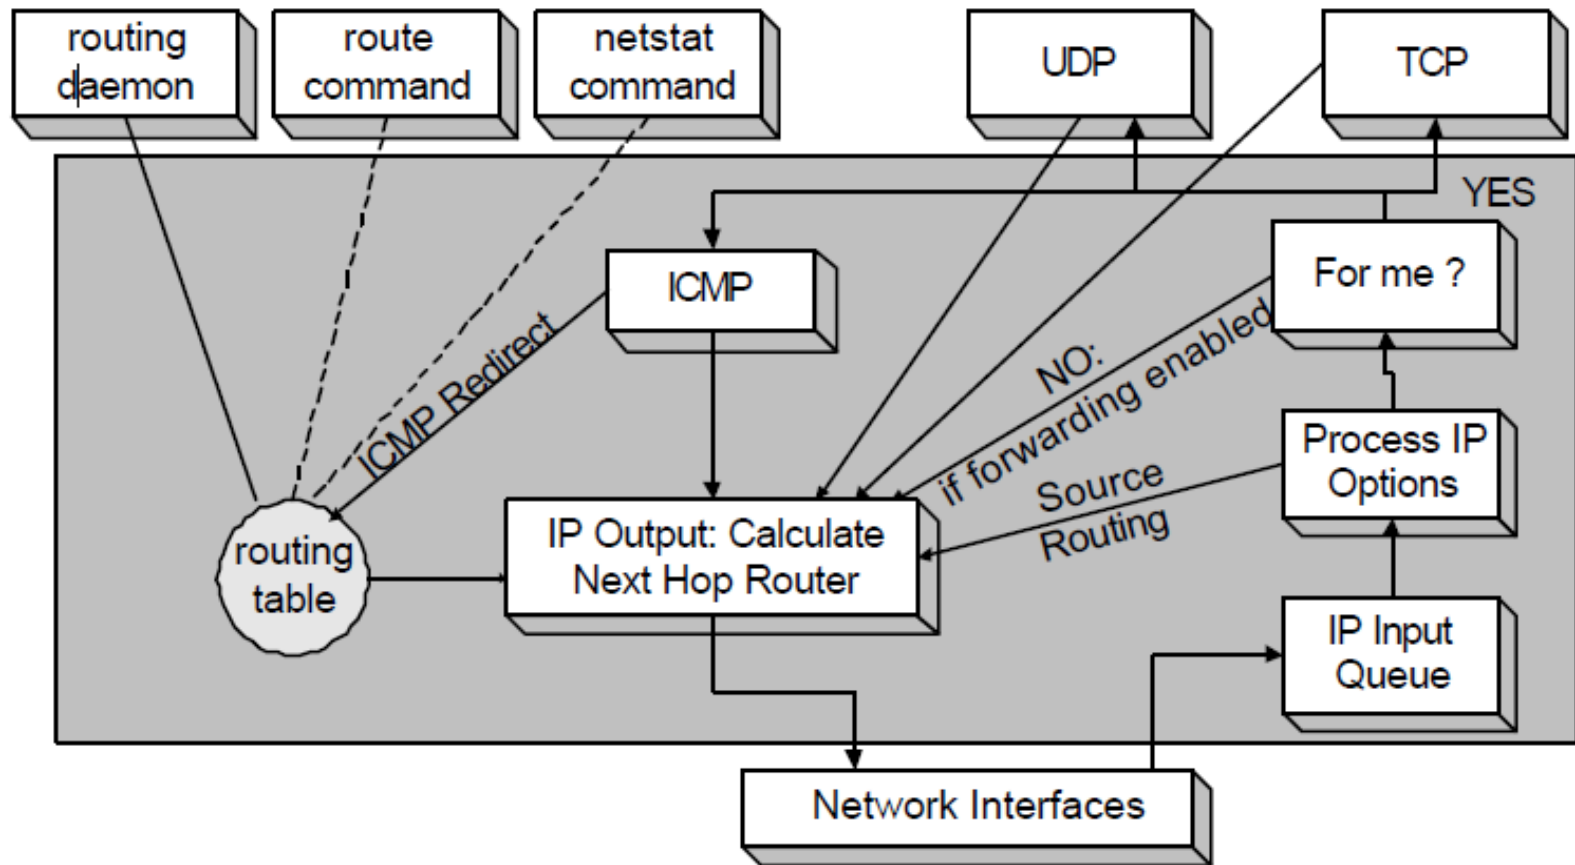 routing
daemon
route
command
netstat
command
UDP
TCP
YES
ICMP
For me ?
ICMP Redirect
NO:
if forwarding enabled
Process IP
Options
Source
Routing
IP Output: Calculate
Next Hop Router
routing
table
IP Input
Queue
Network Interfaces